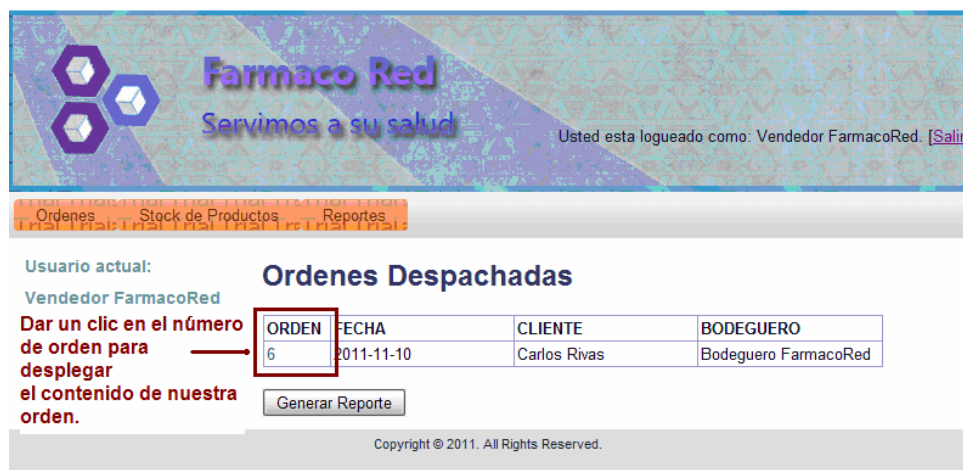 Farmaco Red
Servimos a su salud
Usted esta logueado como: Vendedor FarmacoRed. [Salir
Ordenes Stock de Productos Reportes
Usuario actual:
Vendedor FarmacoRed
Dar un clic en el número
de orden para
desplegar
el contenido de nuestra
orden.
Ordenes Despachadas
ORDEN FECHA CLIENTE BODEGUERO
6 2011-11-10 Carlos Rivas Bodeguero FarmacoRed
Generar Reporte
Copyright © 2011. All Rights Reserved.